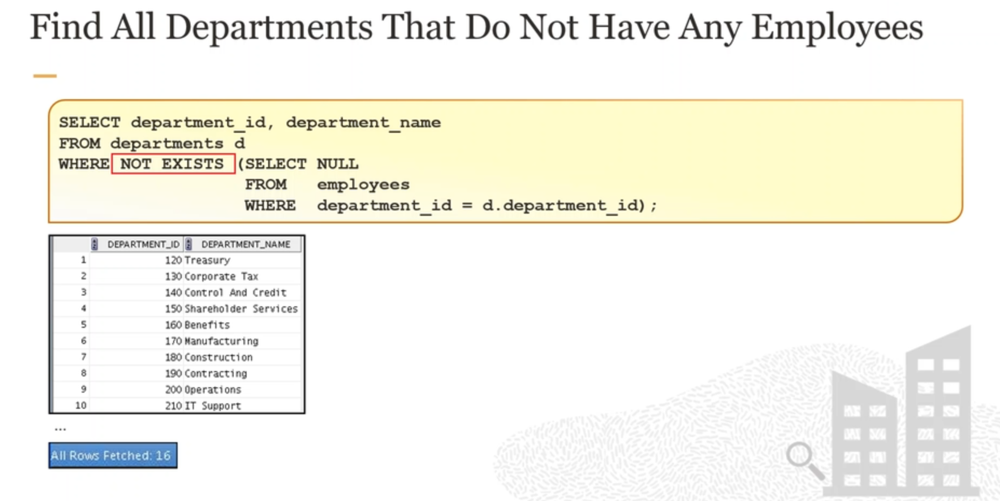 Find All Departments That Do Not Have Any Employees
SELECT department_id, department_name
FROM departments d
WHERE NOT EXISTS (SELECT NULL
FROM employees
WHERE department_id = d.department_id);
DEPARTMENT_ID DEPARTMENT_NAME
1 120 Treasury
2 130 Corporate Tax
3 140 Control And Credit
4 150 Shareholder Services
5 160 Benefits
6 170 Manufacturing
7 180 Construction
8 190 Contracting
9 200 Operations
10 210 IT Support
...
All Rows Fetched: 16